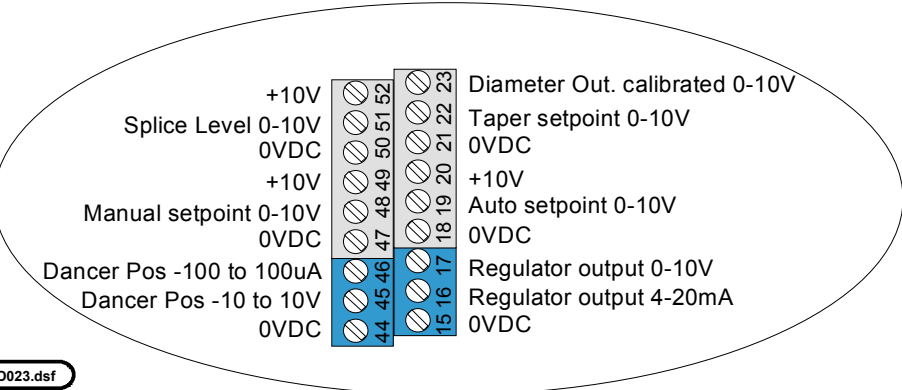 +10V 52
Splice Level 0-10V 51
0VDC 50
+10V 49
Manual setpoint 0-10V 48
0VDC 47
Dancer Pos -100 to 100uA 46
Dancer Pos -10 to 10V 45
0VDC 44
23 Diameter Out. calibrated 0-10V
22 Taper setpoint 0-10V
21 0VDC
20 +10V
19 Auto setpoint 0-10V
18 0VDC
17 Regulator output 0-10V
16 Regulator output 4-20mA
15 0VDC
D023.dsf